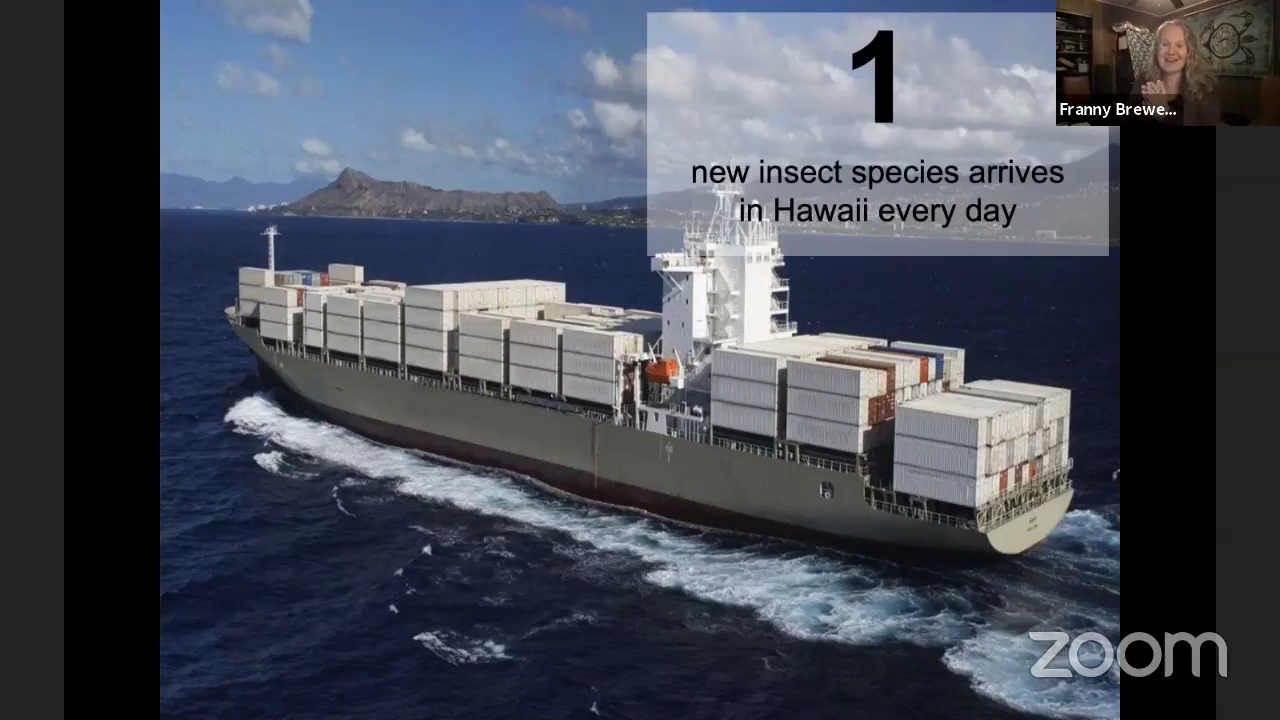 1
new insect species arrives
in Hawaii every day
Franny Brewe...
zoom